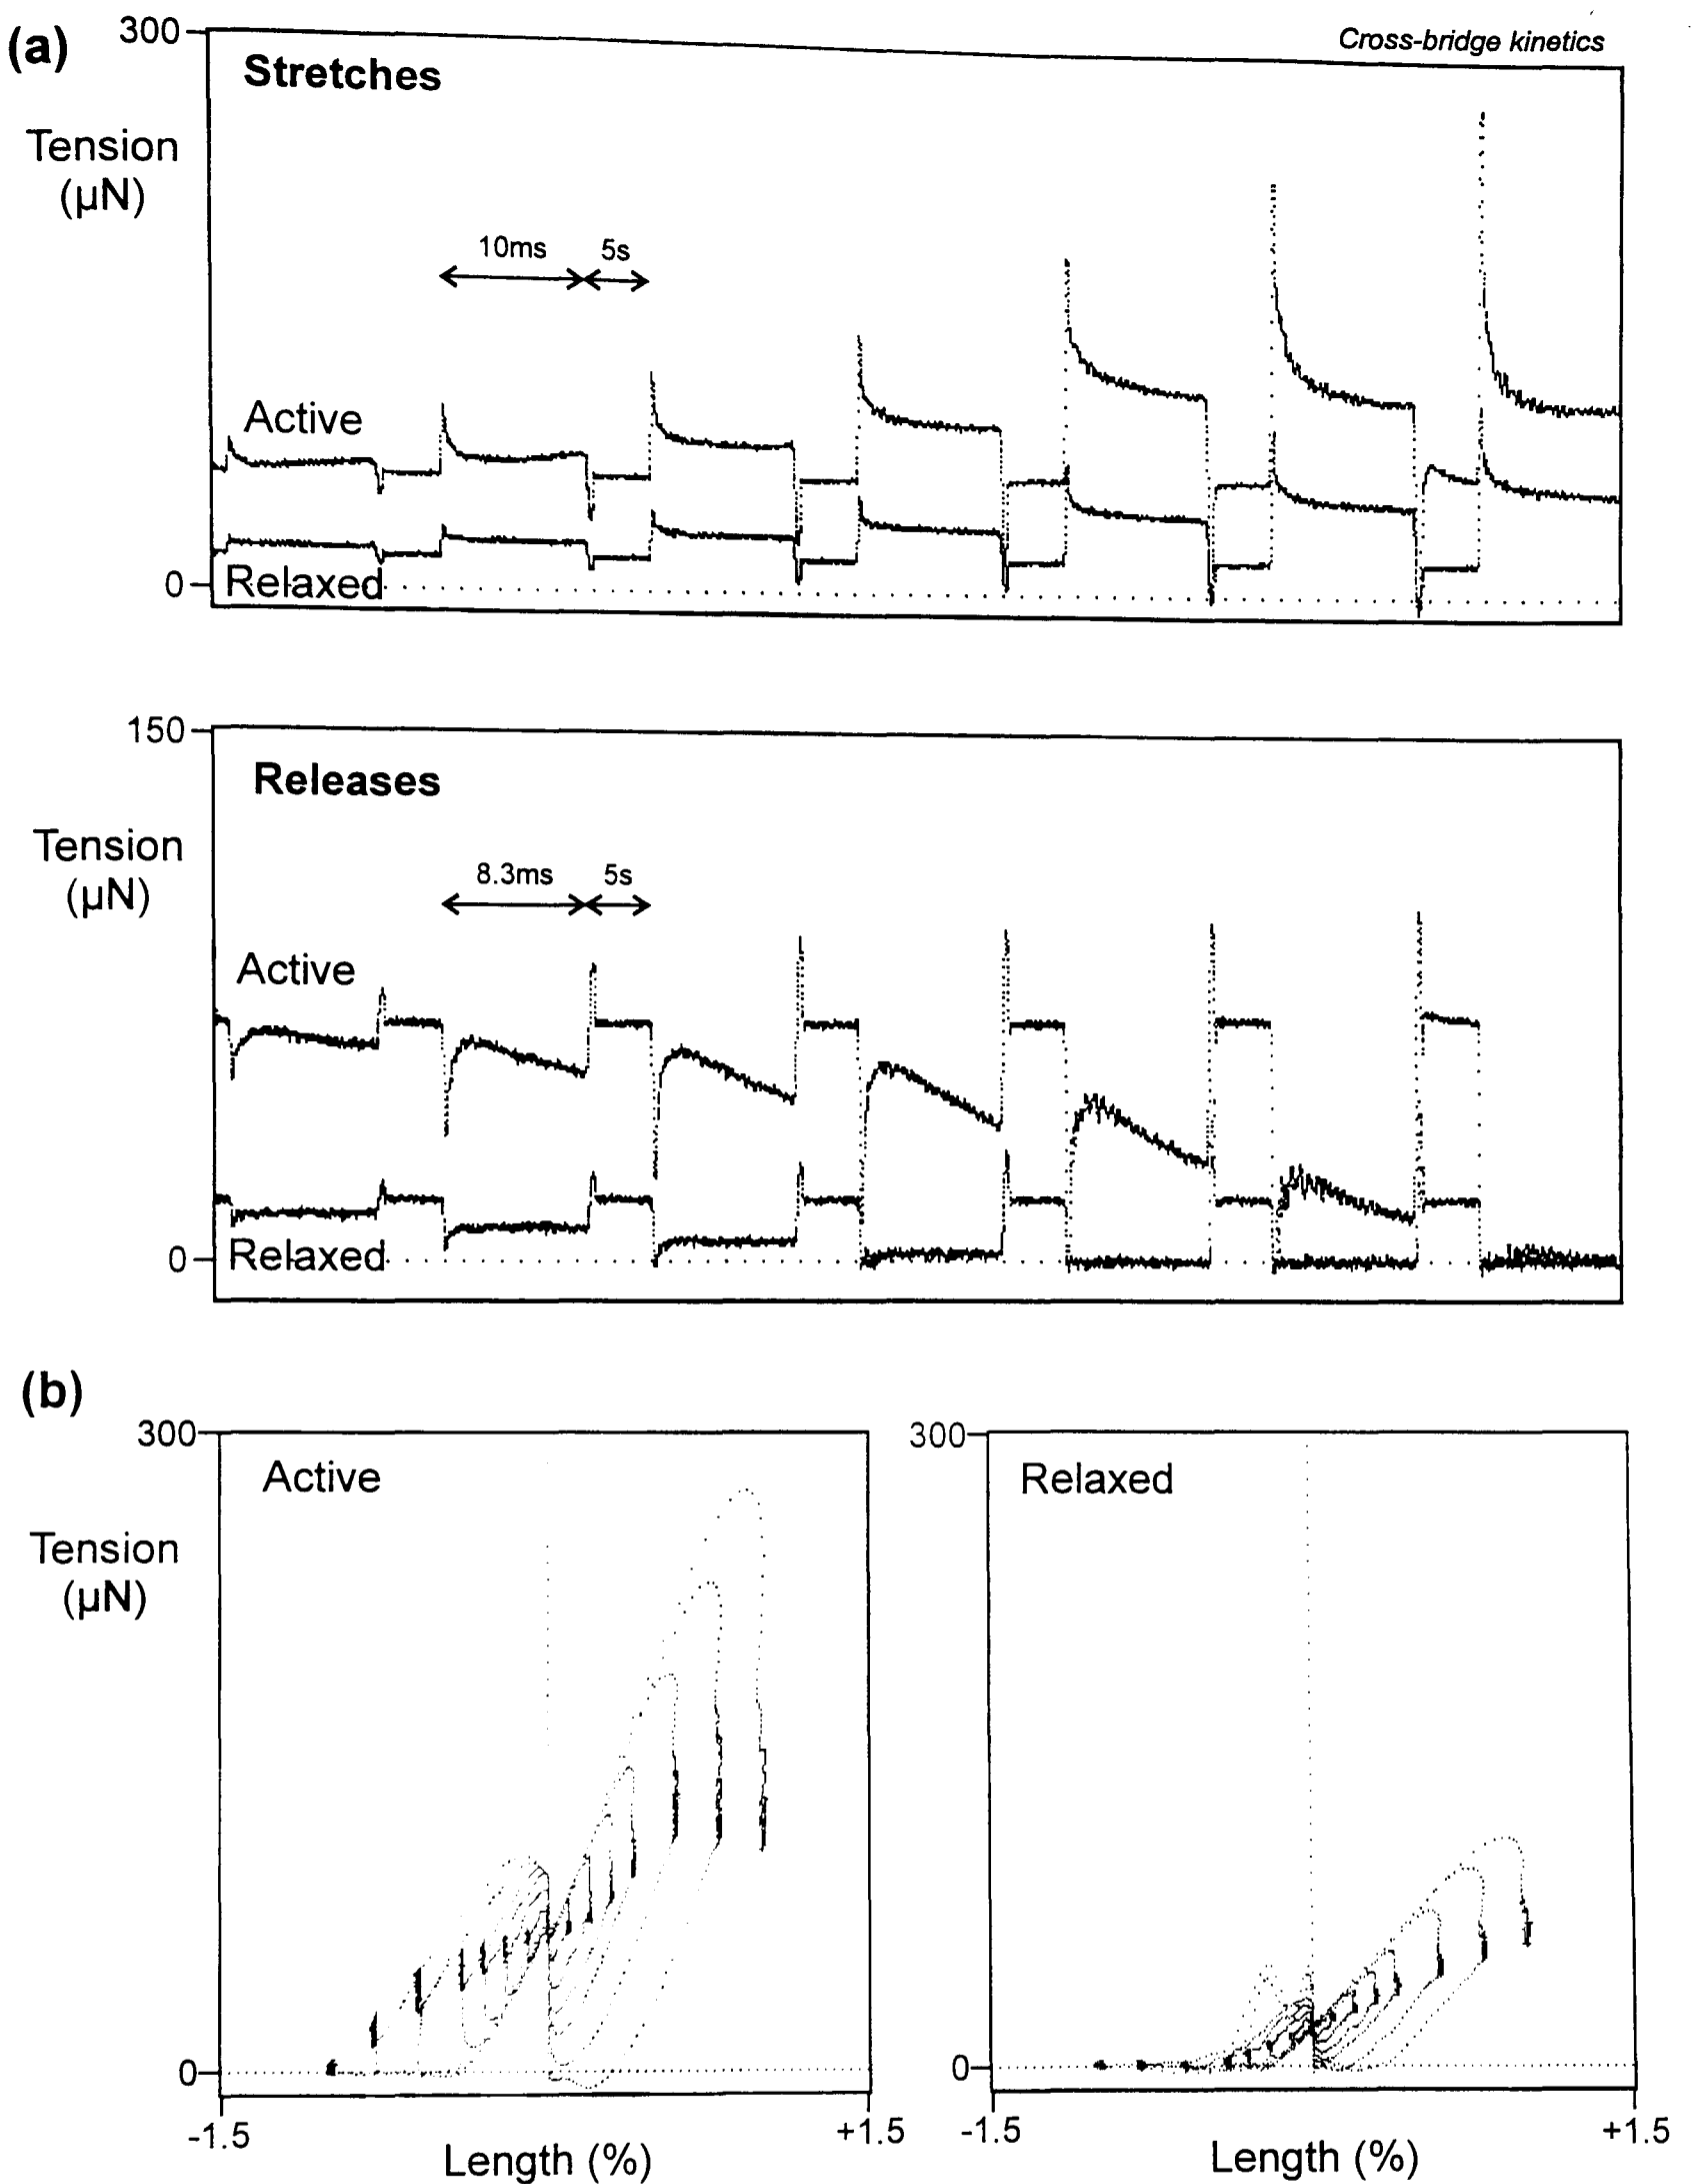 Cross-bridge kinetics
(a)
300
Stretches
Tension
(µN)
10ms
5s
Active
Relaxed
0
150
Releases
Tension
(µN)
8.3ms
5s
Active
Relaxed
0
(b)
300
Active
Tension
(µN)
0
-1.5
+1.5
Length (%)
300
Relaxed
0
-1.5
+1.5
Length (%)